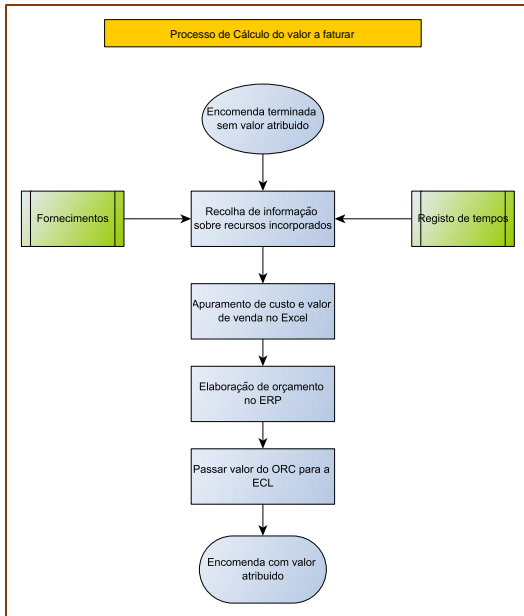 Processo de Cálculo do valor a faturar
Encomenda terminada
sem valor atribuido
Fornecimentos
Recolha de informação
sobre recursos incorporados
Registo de tempos
Apuramento de custo e valor
de venda no Excel
Elaboração de orçamento
no ERP
Passar valor do ORC para a
ECL
Encomenda com valor
atribuido